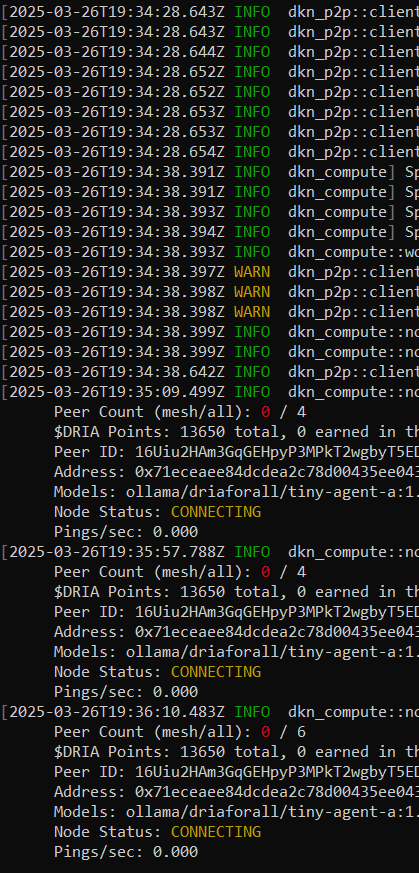 [2025-03-26T19:34:28.643Z INFO  dkn_p2p::client
[2025-03-26T19:34:28.643Z INFO  dkn_p2p::client
[2025-03-26T19:34:28.644Z INFO  dkn_p2p::client
[2025-03-26T19:34:28.652Z INFO  dkn_p2p::client
[2025-03-26T19:34:28.652Z INFO  dkn_p2p::client
[2025-03-26T19:34:28.653Z INFO  dkn_p2p::client
[2025-03-26T19:34:28.653Z INFO  dkn_p2p::client
[2025-03-26T19:34:28.654Z INFO  dkn_p2p::client
[2025-03-26T19:34:38.391Z INFO  dkn_compute] Sp
[2025-03-26T19:34:38.391Z INFO  dkn_compute] Sp
[2025-03-26T19:34:38.393Z INFO  dkn_compute] Sp
[2025-03-26T19:34:38.394Z INFO  dkn_compute] Sp
[2025-03-26T19:34:38.393Z INFO  dkn_compute::wo
[2025-03-26T19:34:38.397Z WARN  dkn_p2p::client
[2025-03-26T19:34:38.398Z WARN  dkn_p2p::client
[2025-03-26T19:34:38.398Z WARN  dkn_p2p::client
[2025-03-26T19:34:38.399Z INFO  dkn_compute::no
[2025-03-26T19:34:38.399Z INFO  dkn_compute::no
[2025-03-26T19:34:38.642Z INFO  dkn_p2p::client
[2025-03-26T19:35:09.499Z INFO  dkn_compute::no
Peer Count (mesh/all): 0 / 4
$DRIA Points: 13650 total, 0 earned in th
Peer ID: 16Uiu2HAm3GqGEHpyP3MPkT2wgbyT5ED
Address: 0x71eceaee84dcdea2c78d00435ee043
Models: ollama/driaforall/tiny-agent-a:1.
Node Status: CONNECTING
Pings/sec: 0.000
[2025-03-26T19:35:57.788Z INFO  dkn_compute::no
Peer Count (mesh/all): 0 / 4
$DRIA Points: 13650 total, 0 earned in th
Peer ID: 16Uiu2HAm3GqGEHpyP3MPkT2wgbyT5ED
Address: 0x71eceaee84dcdea2c78d00435ee043
Models: ollama/driaforall/tiny-agent-a:1.
Node Status: CONNECTING
Pings/sec: 0.000
[2025-03-26T19:36:10.483Z INFO  dkn_compute::no
Peer Count (mesh/all): 0 / 6
$DRIA Points: 13650 total, 0 earned in th
Peer ID: 16Uiu2HAm3GqGEHpyP3MPkT2wgbyT5ED
Address: 0x71eceaee84dcdea2c78d00435ee043
Models: ollama/driaforall/tiny-agent-a:1.
Node Status: CONNECTING
Pings/sec: 0.000